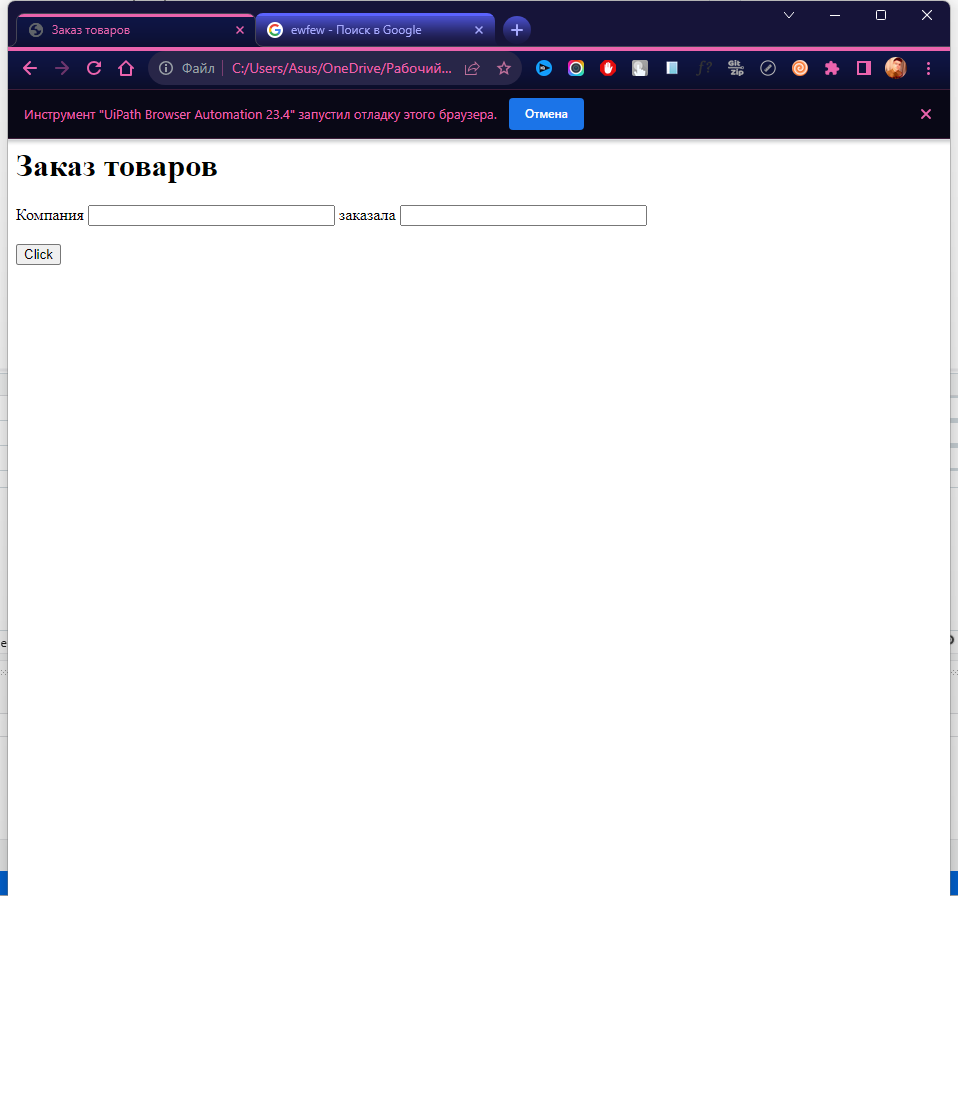 Заказ товаров
ewfew - Поиск в Google
Файл C:/Users/Asus/OneDrive/Рабочий...
Git Zip
Инструмент "UiPath Browser Automation 23.4" запустил отладку этого браузера.
Отмена
Заказ товаров
Компания заказала
Click